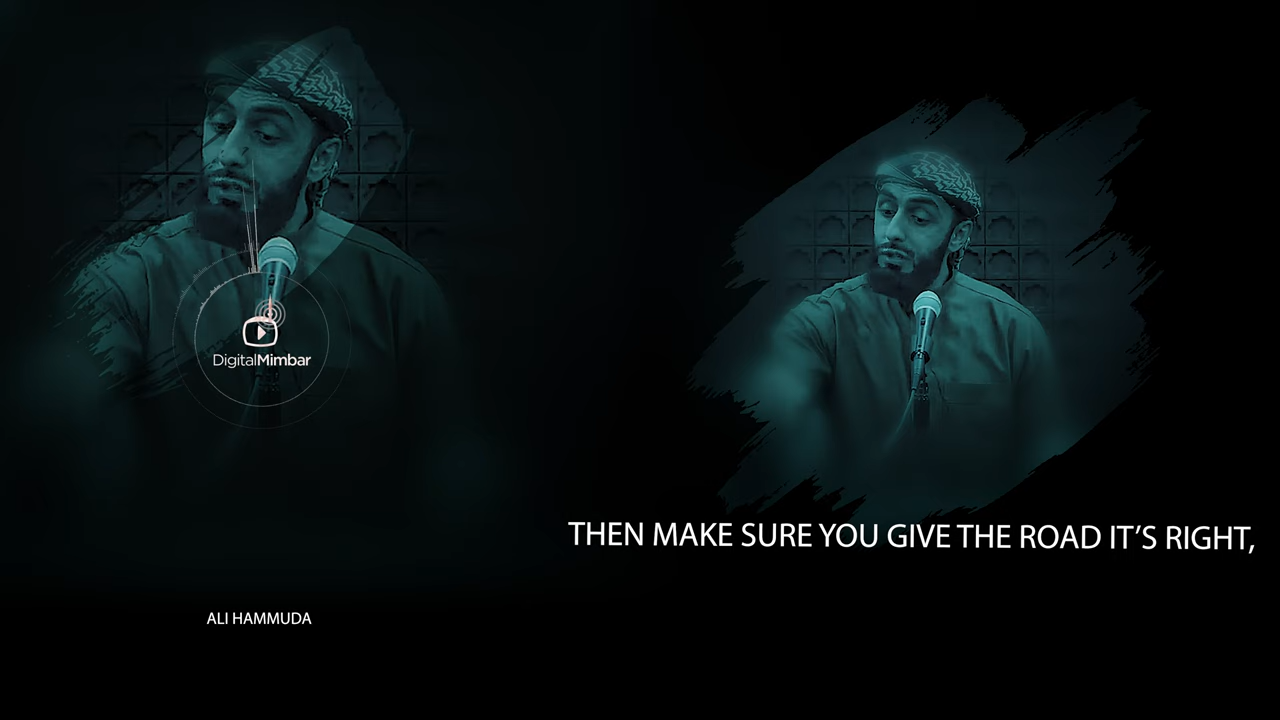 DigitalMimbar
ALI HAMMUDA
THEN MAKE SURE YOU GIVE THE ROAD IT’S RIGHT,